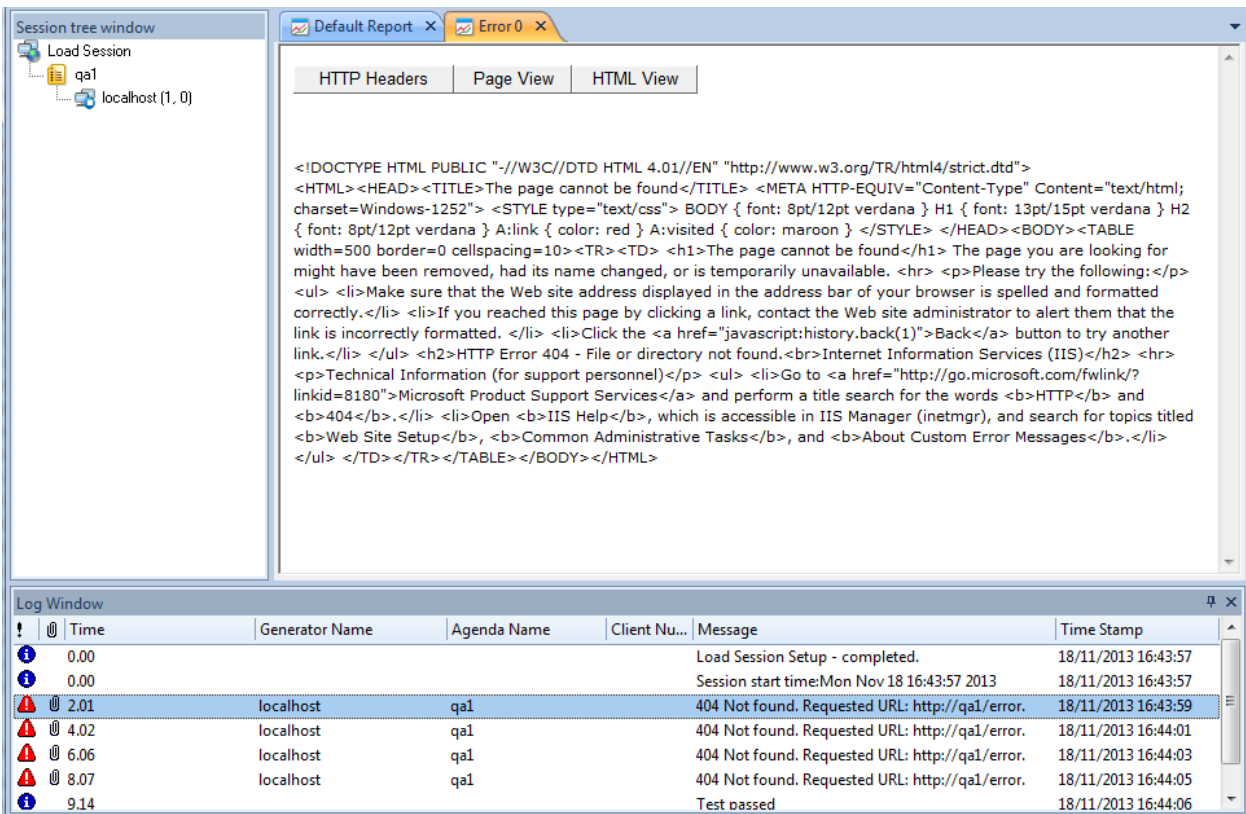 Session tree window
Load Session
qa1
localhost (1, 0)
Default Report
Error 0
HTTP Headers Page View HTML View
<!DOCTYPE HTML PUBLIC "-//W3C//DTD HTML 4.01//EN" "http://www.w3.org/TR/html4/strict.dtd">
<HTML><HEAD><TITLE>The page cannot be found</TITLE> <META HTTP-EQUIV="Content-Type" Content="text/html;
charset=Windows-1252"> <STYLE type="text/css"> BODY { font: 8pt/12pt verdana } H1 { font: 13pt/15pt verdana } H2
{ font: 8pt/12pt verdana } A:link { color: red } A:visited { color: maroon } </STYLE> </HEAD><BODY><TABLE
width=500 border=0 cellspacing=10><TR><TD> <h1>The page cannot be found</h1> The page you are looking for
might have been removed, had its name changed, or is temporarily unavailable. <hr> <p>Please try the following:</p>
<ul> <li>Make sure that the Web site address displayed in the address bar of your browser is spelled and formatted
correctly.</li> <li>If you reached this page by clicking a link, contact the Web site administrator to alert them that the
link is incorrectly formatted. </li> <li>Click the <a href="javascript:history.back(1)">Back</a> button to try another
link.</li> </ul> <h2>HTTP Error 404 - File or directory not found.<br>Internet Information Services (IIS)</h2> <hr>
<p>Technical Information (for support personnel)</p> <ul> <li>Go to <a href="http://go.microsoft.com/fwlink/?
linkid=8180">Microsoft Product Support Services</a> and perform a title search for the words <b>HTTP</b> and
<b>404</b>.</li> <li>Open <b>IIS Help</b>, which is accessible in IIS Manager (inetmgr), and search for topics titled
<b>Web Site Setup</b>, <b>Common Administrative Tasks</b>, and <b>About Custom Error Messages</b>.</li>
</ul> </TD></TR></TABLE></BODY></HTML>
Log Window
Time Generator Name Agenda Name Client Nu... Message Time Stamp
0.00 Load Session Setup - completed. 18/11/2013 16:43:57
0.00 Session start time:Mon Nov 18 16:43:57 2013 18/11/2013 16:43:57
2.01 localhost qa1 404 Not found. Requested URL: http://qa1/error. 18/11/2013 16:43:59
4.02 localhost qa1 404 Not found. Requested URL: http://qa1/error. 18/11/2013 16:44:01
6.06 localhost qa1 404 Not found. Requested URL: http://qa1/error. 18/11/2013 16:44:03
8.07 localhost qa1 404 Not found. Requested URL: http://qa1/error. 18/11/2013 16:44:05
9.14 Test passed 18/11/2013 16:44:06